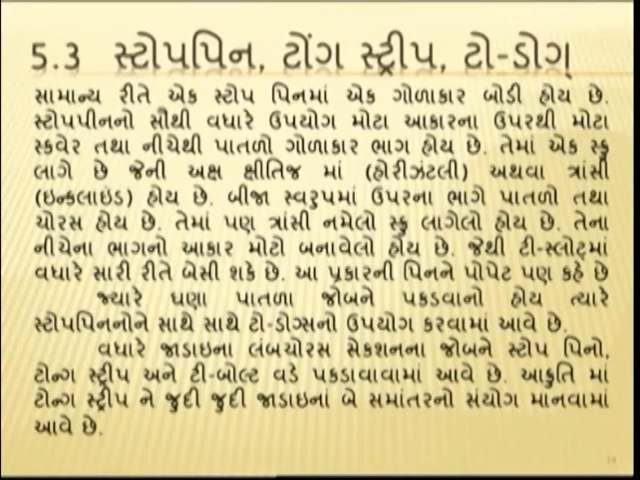 5.3 સ્ટોપપિન, ટોંગ સ્ટ્રીપ, ટો-ડોગ્
સામાન્ય રીતે એક સ્ટોપ પિનમાં એક ગોળાકાર બોડી હોય છે.
સ્ટોપપીનનો સૌથી વધારે ઉપયોગ મોટા આકારના ઉપરથી મોટા
સ્કવેર તથા નીચેથી પાતળો ગોળાકાર ભાગ હોય છે. તેમાં એક સ્ક્રુ
લાગે છે જેની અક્ષ ક્ષીતિજ માં (હોરીઝંટલી) અથવા ત્રાંસી
(ઇન્કલાઇંડ) હોય છે. બીજા સ્વરુપમાં ઉપરના ભાગે પાતળો તથા
ચોરસ હોય છે. તેમાં પણ ત્રાંસી નમેલો સ્ક્રુ લાગેલો હોય છે. તેના
નીચેના ભાગનો આકાર મોટો બનાવેલો હોય છે. જેથી ટી-સ્લોટ્માં
વધારે સારી રીતે બેસી શકે છે. આ પ્રકારની પિનને પોપેટ પણ કહે છે
જ્યારે ઘણા પાતળા જોબને પકડવાનો હોય ત્યારે
સ્ટોપપિનનોને સાથે સાથે ટો-ડોગ્સનો ઉપયોગ કરવામાં આવે છે.
વધારે જાડાઇના લંબચોરસ સેકશનના જોબને સ્ટોપ પિનો,
ટોન્ગ સ્ટ્રીપ અને ટી-બોલ્ટ વડે પકડાવાવામાં આવે છે. આકુતિ માં
ટોન્ગ સ્ટ્રીપ ને જુદી જુદી જાડાઇનાં બે સમાંતરનો સંયોગ માનવામાં
આવે છે.